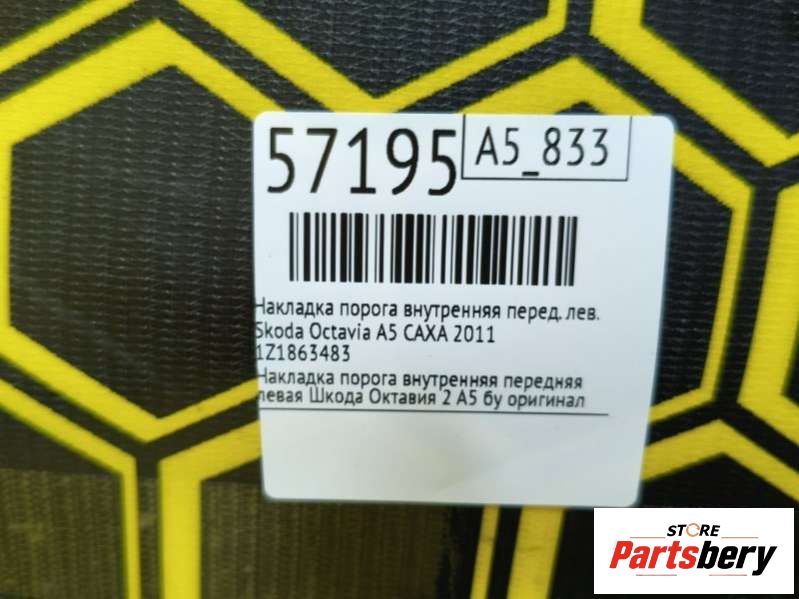 57195
A5_833
Накладка порога внутренняя перед. лев.
Skoda Octavia A5 CAXA 2011
1Z1863483
Накладка порога внутренняя передняя
левая Шкода Октавия 2 А5 бу оригинал
STORE
Partsbery